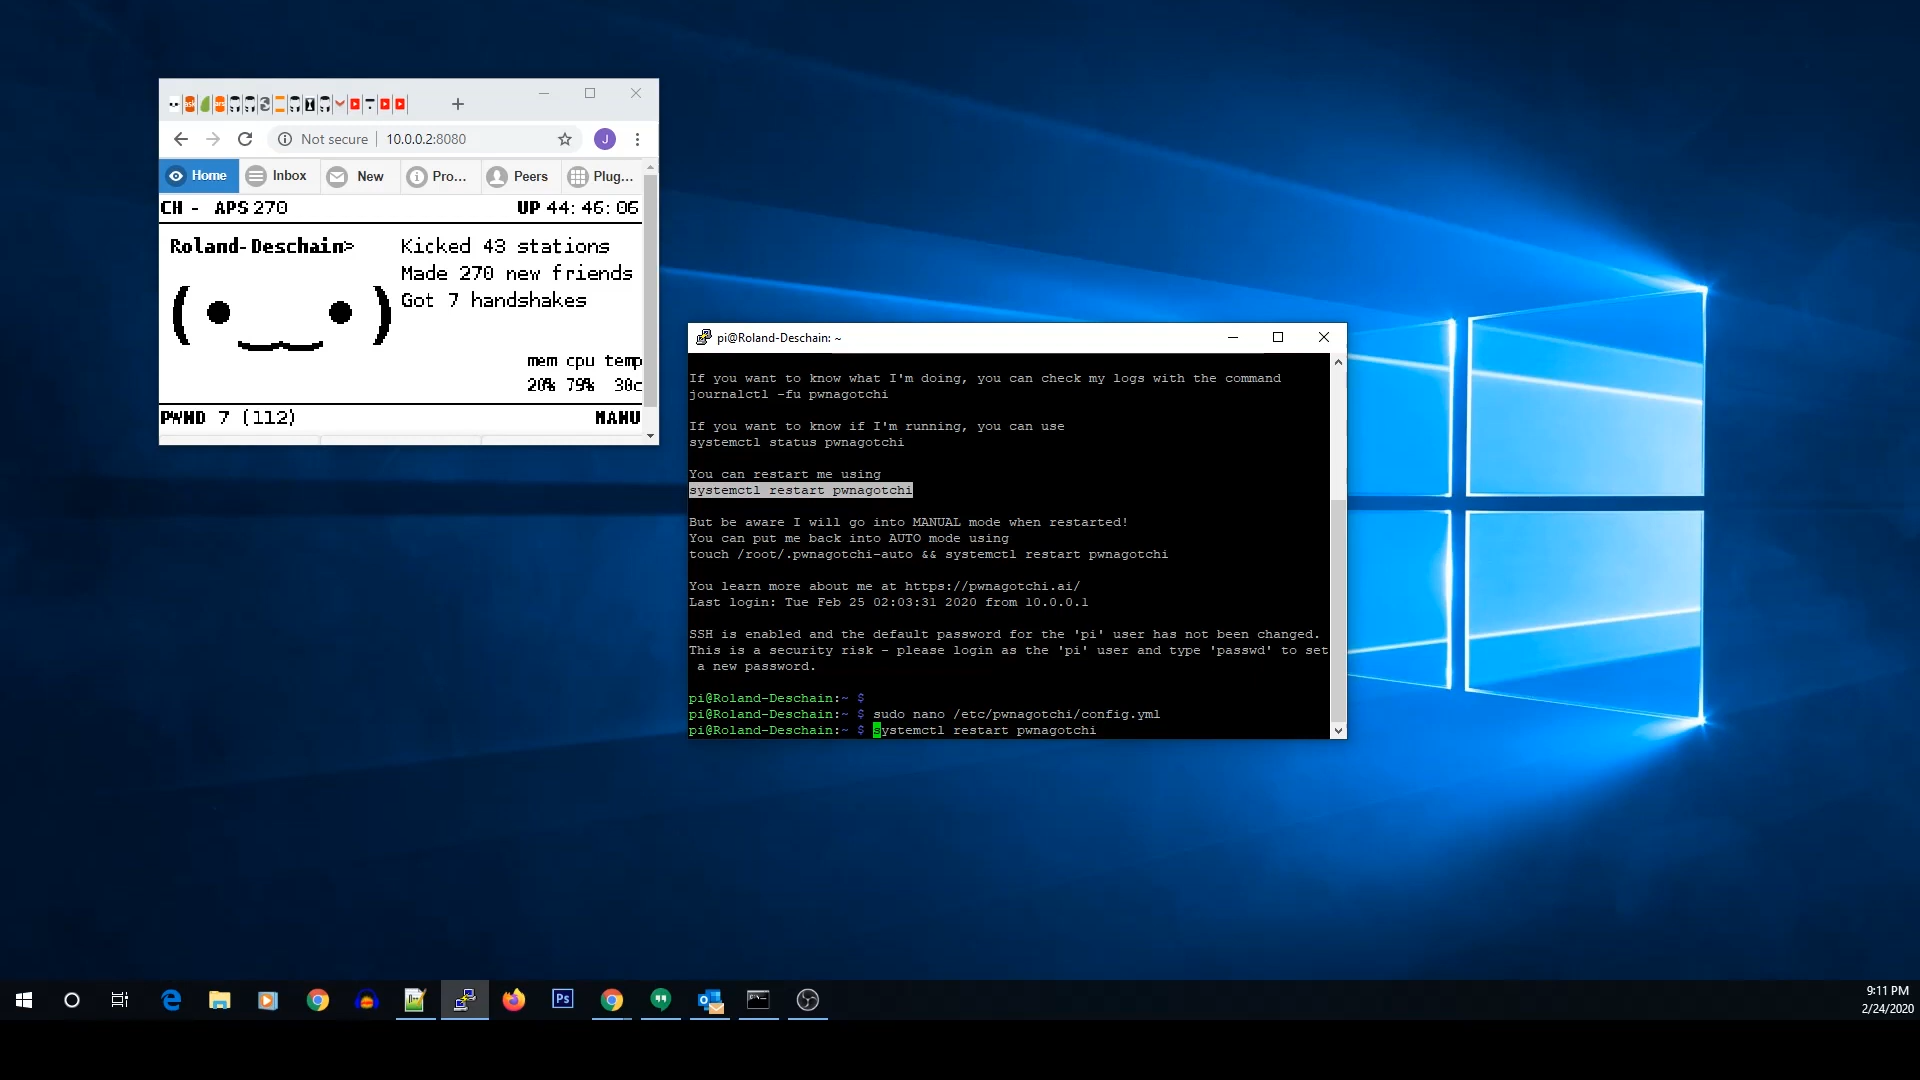 Not secure
10.0.0.2:8080
J
Home
Inbox
New
Pro...
Peers
Plug...
CH - APS 270
UP 44:46:06
Roland-Deschain>
Kicked 43 stations
Made 270 new friends
Got 7 handshakes
mem cpu temp
20% 79% 38c
PWND 7 (112)
MANU
pi@Roland-Deschain: ~
If you want to know what I'm doing, you can check my logs with the command
journalctl -fu pwnagotchi
If you want to know if I'm running, you can use
systemctl status pwnagotchi
You can restart me using
systemctl restart pwnagotchi
But be aware I will go into MANUAL mode when restarted!
You can put me back into AUTO mode using
touch /root/.pwnagotchi-auto && systemctl restart pwnagotchi
You learn more about me at https://pwnagotchi.ai/
Last login: Tue Feb 25 02:03:31 2020 from 10.0.0.1
SSH is enabled and the default password for the 'pi' user has not been changed.
This is a security risk - please login as the 'pi' user and type 'passwd' to set
a new password.
pi@Roland-Deschain:~ $
pi@Roland-Deschain:~ $ sudo nano /etc/pwnagotchi/config.yml
pi@Roland-Deschain:~ $ systemctl restart pwnagotchi
Ps
9:11 PM
2/24/2020